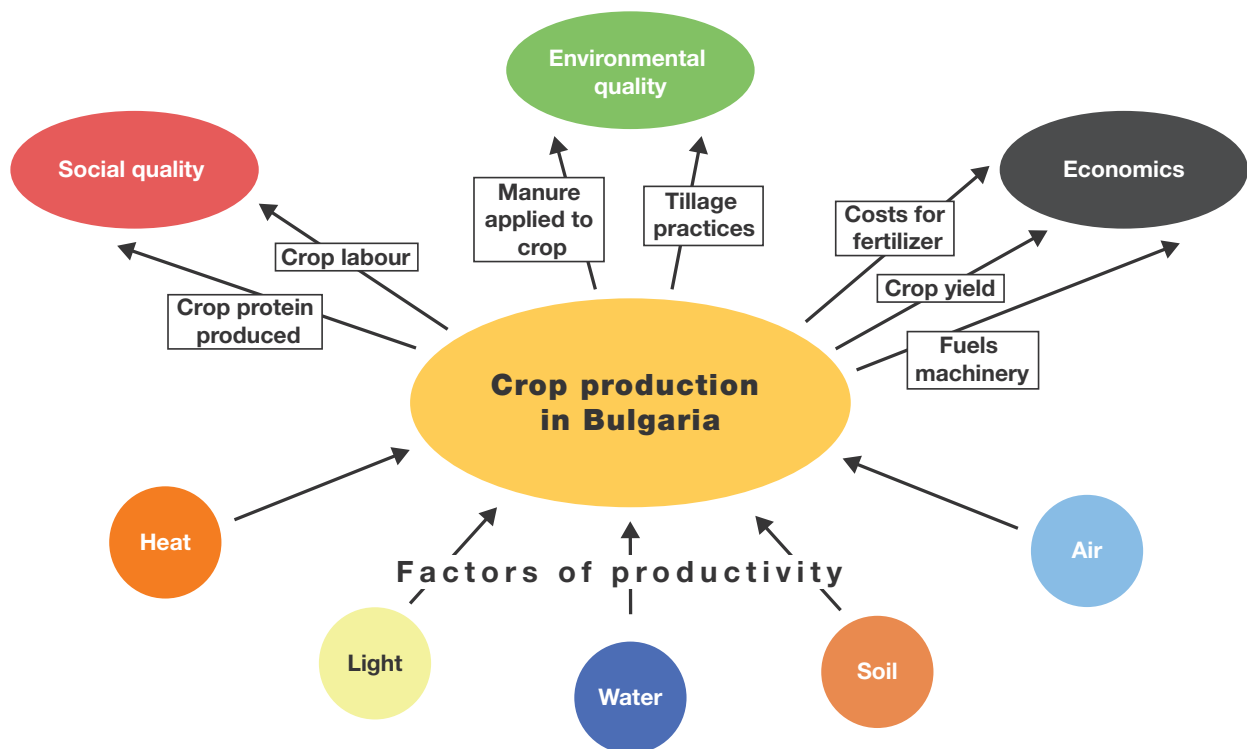 Environmental
quality
Social quality
Economics
Manure
applied to
crop
Tillage
practices
Costs for
fertilizer
Crop labour
Crop yield
Crop protein
produced
Fuels
machinery
Crop production
in Bulgaria
Heat
Air
Factors of productivity
Light
Water
Soil